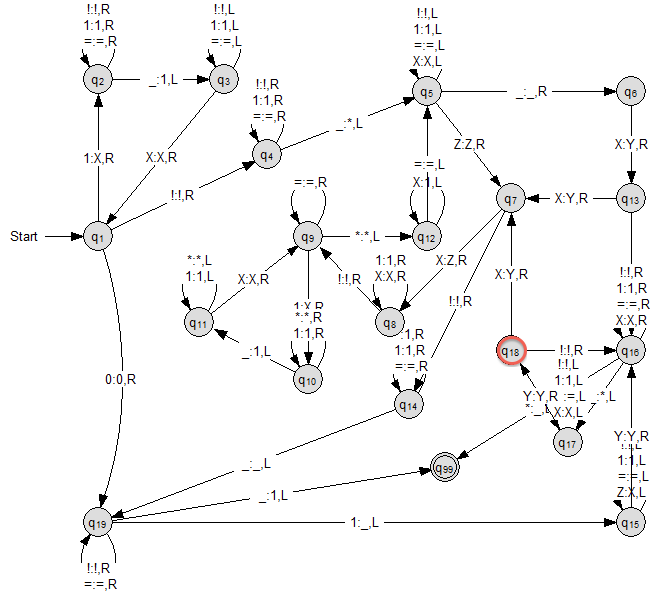 !:!,R
1:1,R
=:=,R
!:!,L
1:1,L
=:=,L
q2
_:1,L
q3
!:!,R
1:1,R
=:=,R
!:!,L
1:1,L
=:=,L
X:X,L
q5
_:_,R
q6
1:X,R
X:X,R
q4
_:*,L
Z:Z,R
X:Y,R
!:!,R
=:=,R
=:=,L
X:1,L
q7
X:Y,R
q13
Start
q1
q9
*:*,L
q12
*:*,L
1:1,L
X:X,R
!:!,R
1:1,R
X:X,R
X:Z,R
X:Y,R
!:!,R
1:1,R
=:=,R
X:X,R
q11
1:X,R
*:*,R
1:1,R
q8
!:!,R
_:1,L
q10
:1,R
1:1,R
=:=,R
q14
q18
!:!,R
q16
!:!,L
1:1,L
:=,L
X:X,L
_:*,L
Y:Y,R
*:_,L
q17
0:0,R
_:_,L
q99
Y:Y,R
1:1,L
=:=,L
Z:X,L
_:1,L
q19
1:_,L
q15
!:!,R
=:=,R